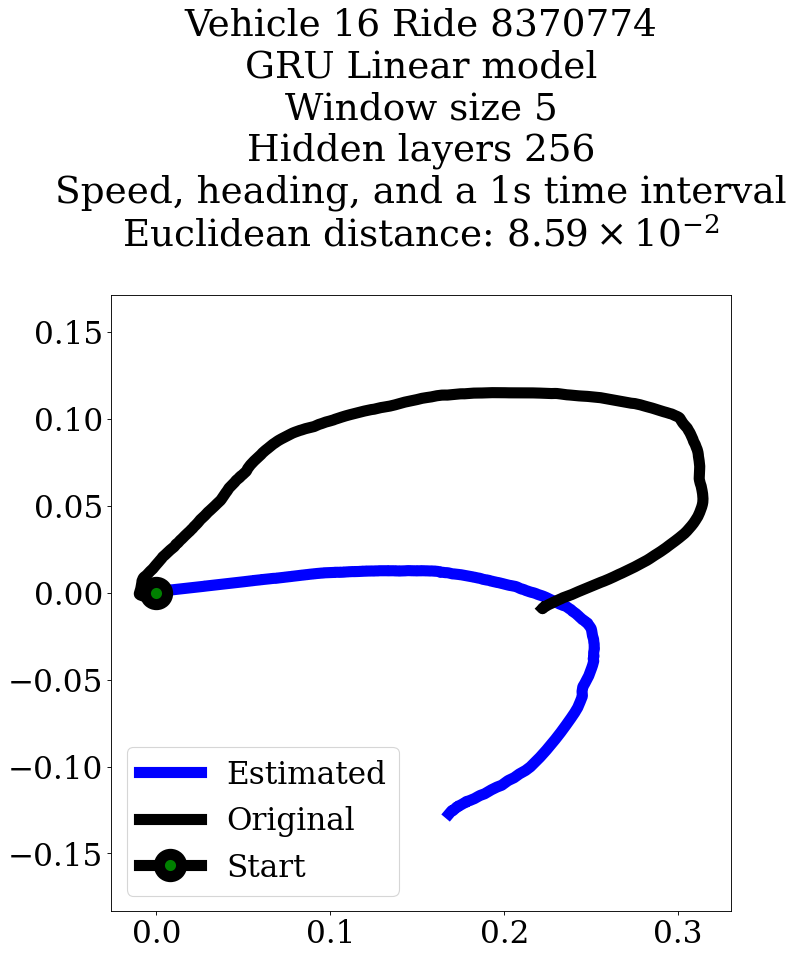 Vehicle 16 Ride 8370774
GRU Linear model
Window size 5
Hidden layers 256
Speed, heading, and a 1s time interval
Euclidean distance: 8.59 × 10⁻²
0.15
0.10
0.05
0.00
−0.05
−0.10
−0.15
Estimated
Original
Start
0.0 0.1 0.2 0.3